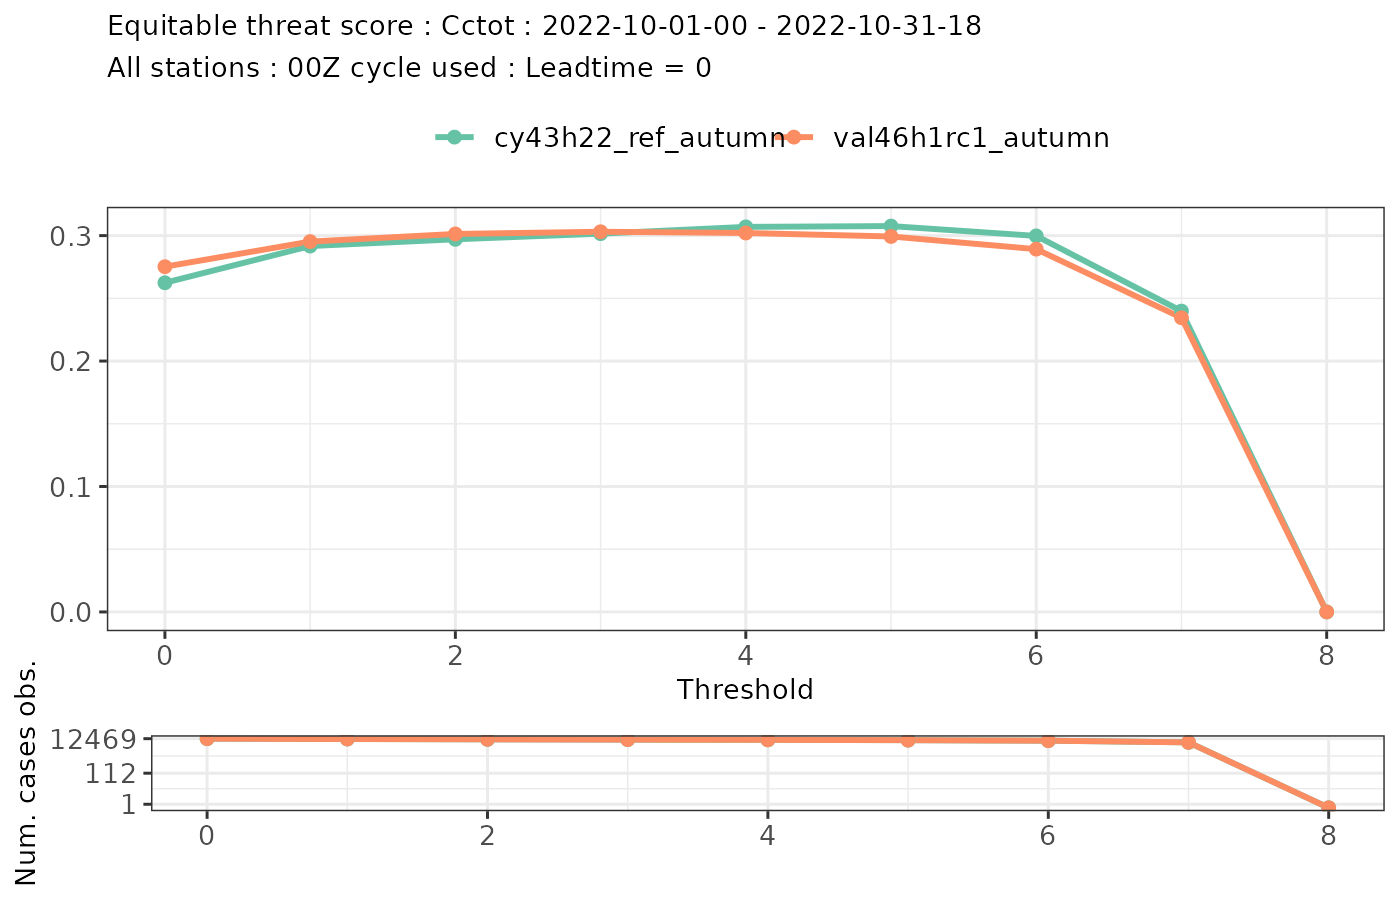 Equitable threat score : Cctot : 2022-10-01-00 - 2022-10-31-18
All stations : 00Z cycle used : Leadtime = 0
cy43h22_ref_autumn val46h1rc1_autumn
0.3
0.2
0.1
0.0
0 2 4 6 8
Threshold
Num. cases obs.
12469
112
1
0 2 4 6 8